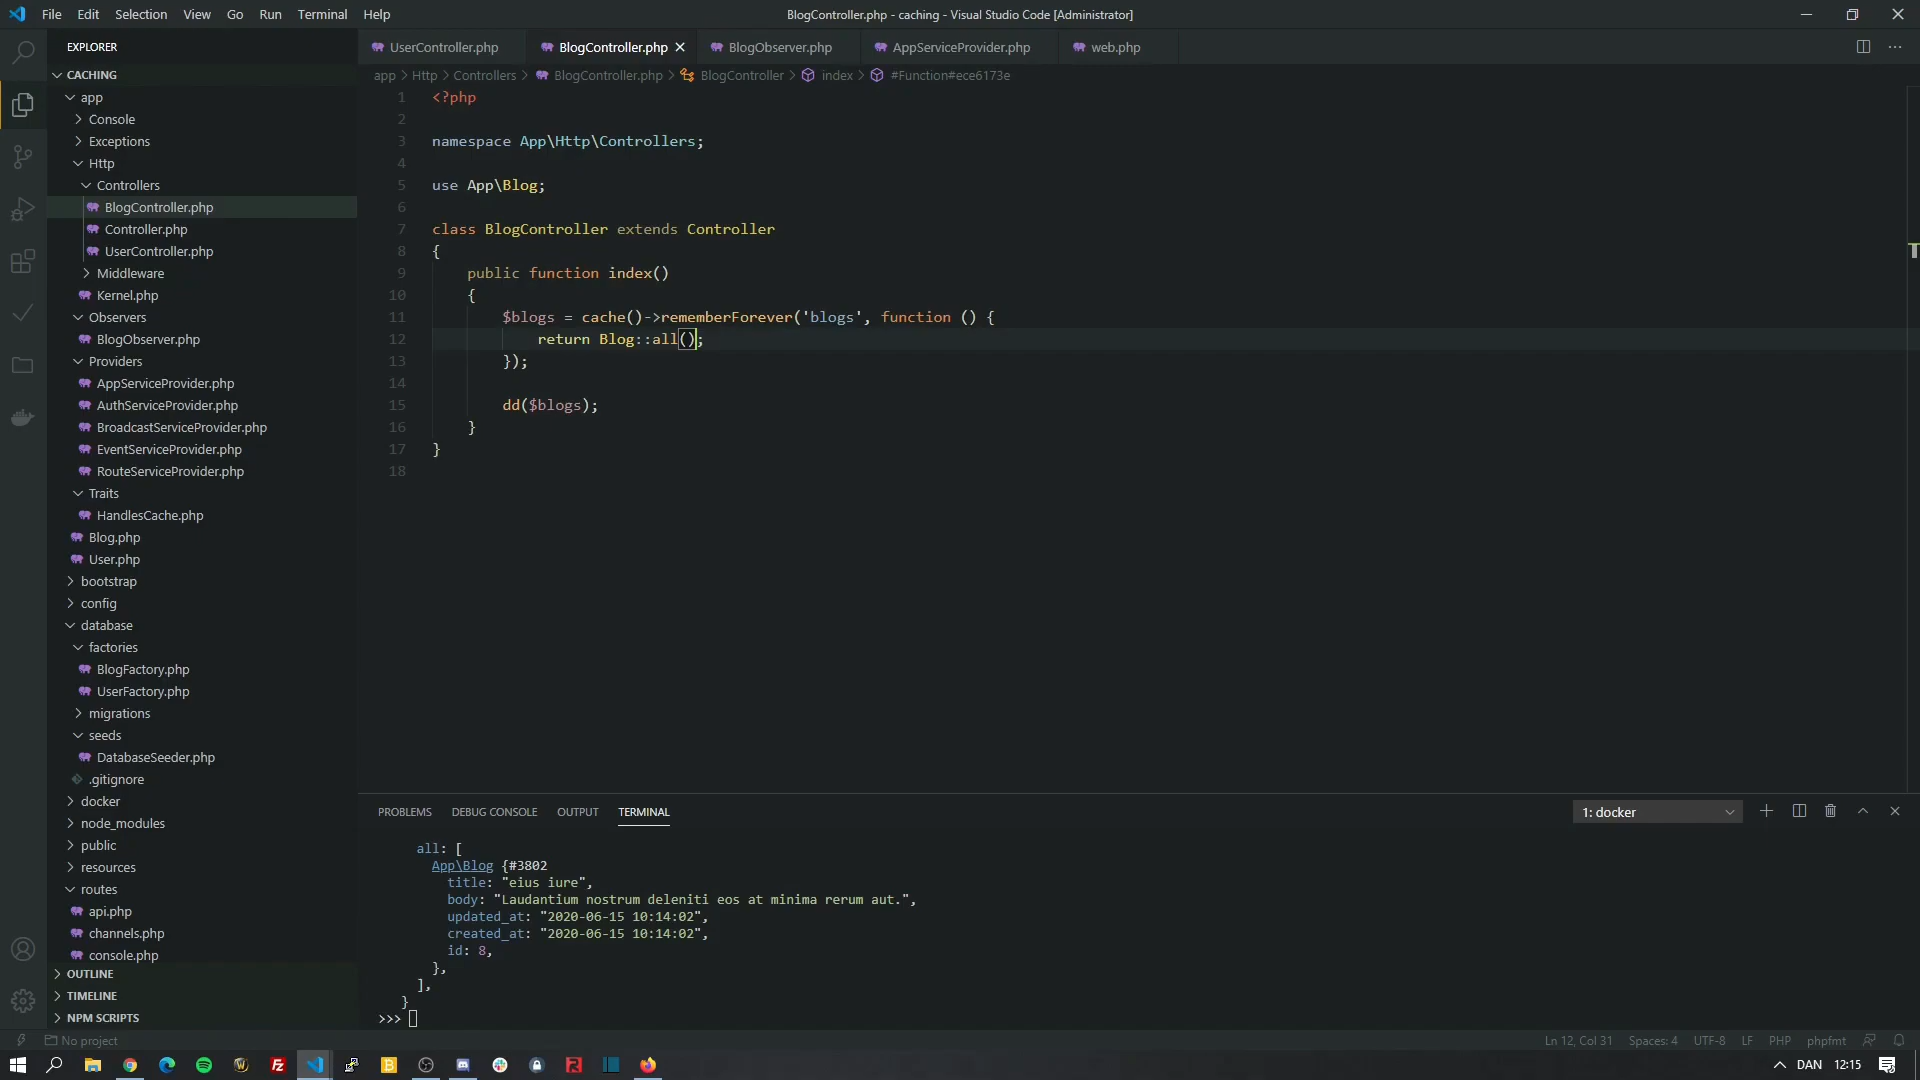 File Edit Selection View Go Run Terminal Help
BlogController.php - caching - Visual Studio Code [Administrator]
EXPLORER
CACHING
app
Console
Exceptions
Http
Controllers
BlogController.php
Controller.php
UserController.php
Middleware
Kernel.php
Observers
BlogObserver.php
Providers
AppServiceProvider.php
AuthServiceProvider.php
BroadcastServiceProvider.php
EventServiceProvider.php
RouteServiceProvider.php
Traits
HandlesCache.php
Blog.php
User.php
bootstrap
config
database
factories
BlogFactory.php
UserFactory.php
migrations
seeds
DatabaseSeeder.php
.gitignore
docker
node_modules
public
resources
routes
api.php
channels.php
console.php
OUTLINE
TIMELINE
NPM SCRIPTS
UserController.php BlogController.php BlogObserver.php AppServiceProvider.php web.php
app > Http > Controllers > BlogController.php > BlogController > index > #Function#ece6173e
1 <?php
2
3 namespace App\Http\Controllers;
4
5 use App\Blog;
6
7 class BlogController extends Controller
8 {
9 public function index()
10 {
11 $blogs = cache()->rememberForever('blogs', function () {
12 return Blog::all();
13 });
14
15 dd($blogs);
16 }
17 }
18
PROBLEMS DEBUG CONSOLE OUTPUT TERMINAL
1: docker
all: [
App\Blog {#3802
title: "eius iure",
body: "Laudantium nostrum deleniti eos at minima rerum aut.",
updated_at: "2020-06-15 10:14:02",
created_at: "2020-06-15 10:14:02",
id: 8,
},
],
}
>>>
No project
Ln 12, Col 31 Spaces: 4 UTF-8 LF PHP phpfmt
DAN 12:15